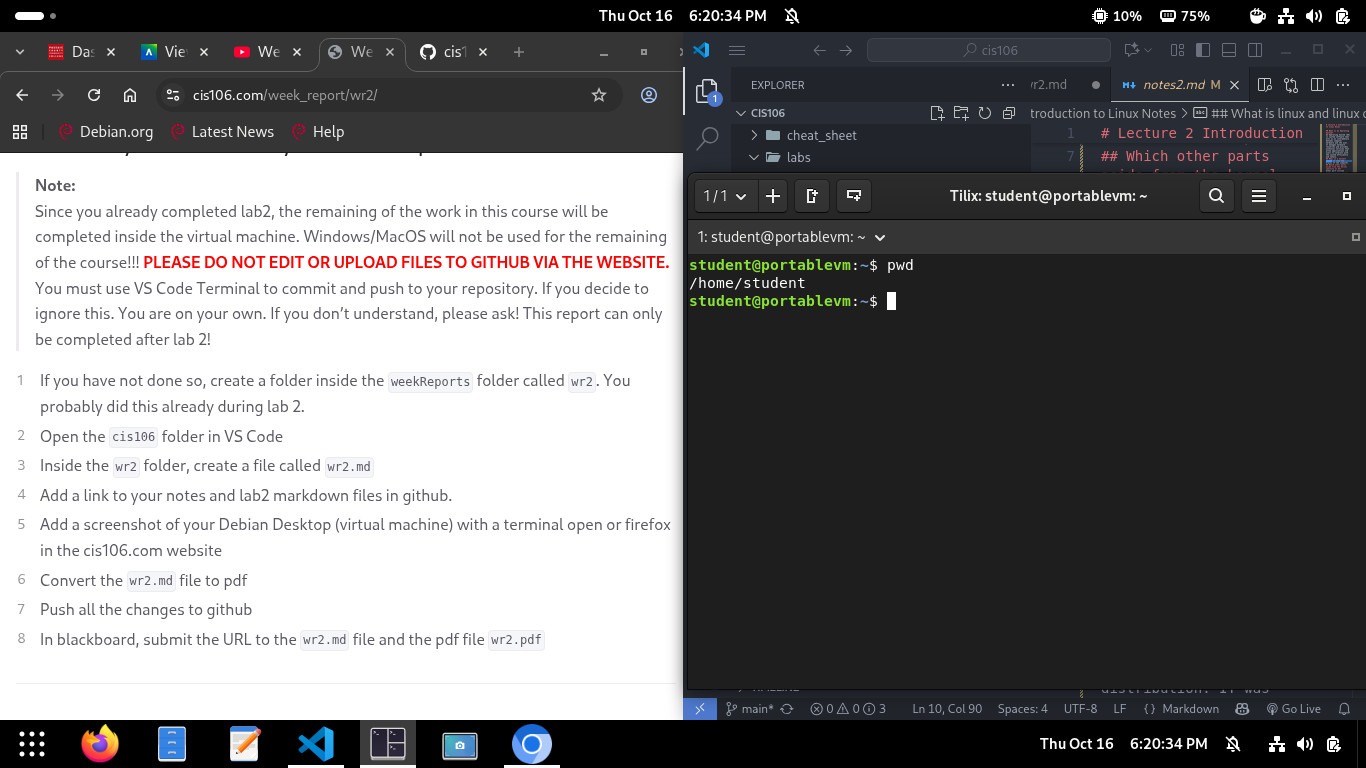 Thu Oct 16 6:20:34 PM
10% 75%
Das
Vie
We
We
cis1
cis106.com/week_report/wr2/
Debian.org
Latest News
Help
Note:
Since you already completed lab2, the remaining of the work in this course will be
completed inside the virtual machine. Windows/MacOS will not be used for the remaining
of the course!!! PLEASE DO NOT EDIT OR UPLOAD FILES TO GITHUB VIA THE WEBSITE.
You must use VS Code Terminal to commit and push to your repository. If you decide to
ignore this. You are on your own. If you don’t understand, please ask! This report can only
be completed after lab 2!
1 If you have not done so, create a folder inside the weekReports folder called wr2. You
probably did this already during lab 2.
2 Open the cis106 folder in VS Code
3 Inside the wr2 folder, create a file called wr2.md
4 Add a link to your notes and lab2 markdown files in github.
5 Add a screenshot of your Debian Desktop (virtual machine) with a terminal open or firefox
in the cis106.com website
6 Convert the wr2.md file to pdf
7 Push all the changes to github
8 In blackboard, submit the URL to the wr2.md file and the pdf file wr2.pdf
cis106
EXPLORER
1
CIS106
cheat_sheet
labs
wr2.md
notes2.md M
troduction to Linux Notes > ## What is linux and linux
1 # Lecture 2 Introduction
7 ## Which other parts
1 / 1
Tilix: student@portablevm: ~
1: student@portablevm: ~
student@portablevm:~$ pwd
/home/student
student@portablevm:~$
main*
0 0 3
Ln 10, Col 90
Spaces: 4
UTF-8
LF
{ } Markdown
Go Live
Thu Oct 16 6:20:34 PM